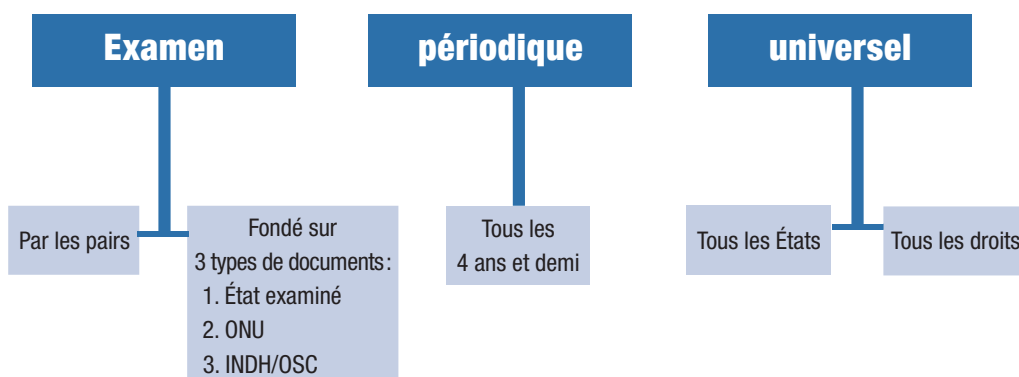 Examen
périodique
universel
Par les pairs
Fondé sur
3 types de documents :
1. État examiné
2. ONU
3. INDH/OSC
Tous les
4 ans et demi
Tous les États
Tous les droits